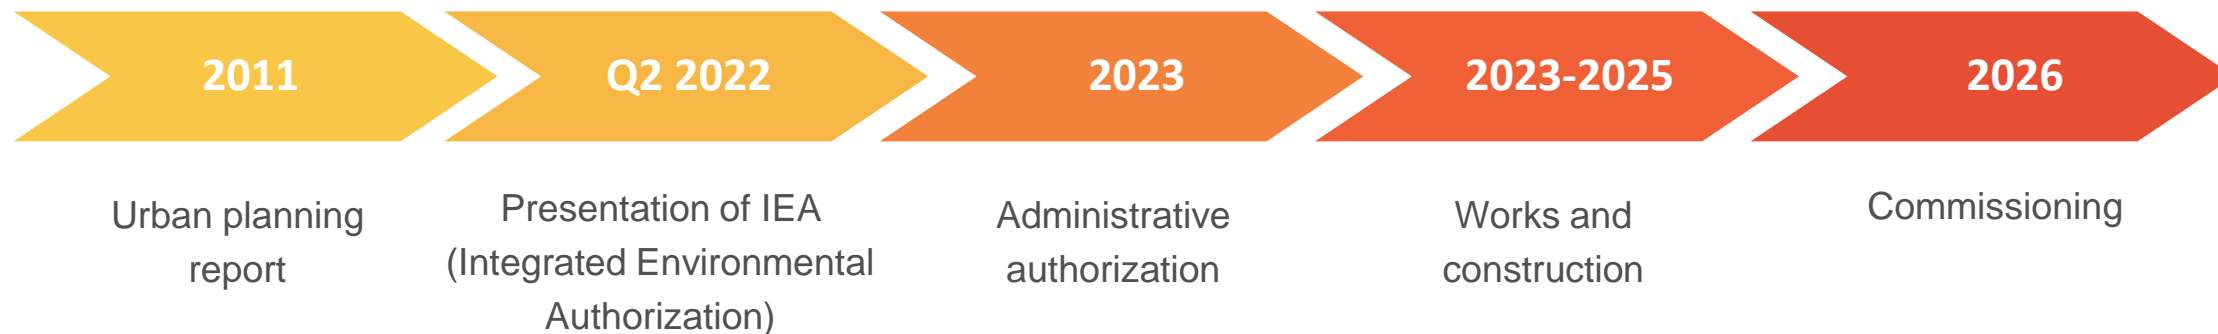 2011
Q2 2022
2023
2023-2025
2026
Urban planning
report
Presentation of IEA
(Integrated Environmental
Authorization)
Administrative
authorization
Works and
construction
Commissioning